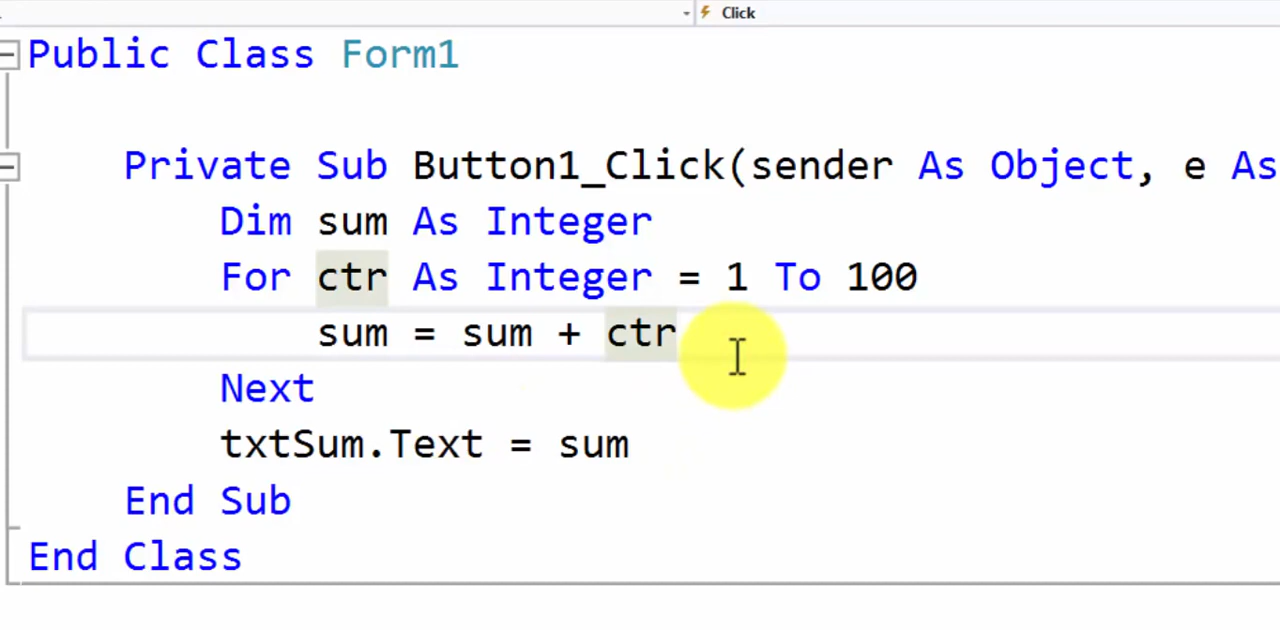 Click
Public Class Form1
Private Sub Button1_Click(sender As Object, e As
Dim sum As Integer
For ctr As Integer = 1 To 100
sum = sum + ctr
Next
txtSum.Text = sum
End Sub
End Class